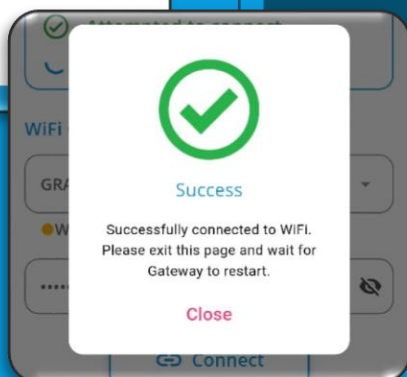 Attempted to connect
WiFi
GRA
W
Success
Successfully connected to WiFi.
Please exit this page and wait for
Gateway to restart.
Close
Connect